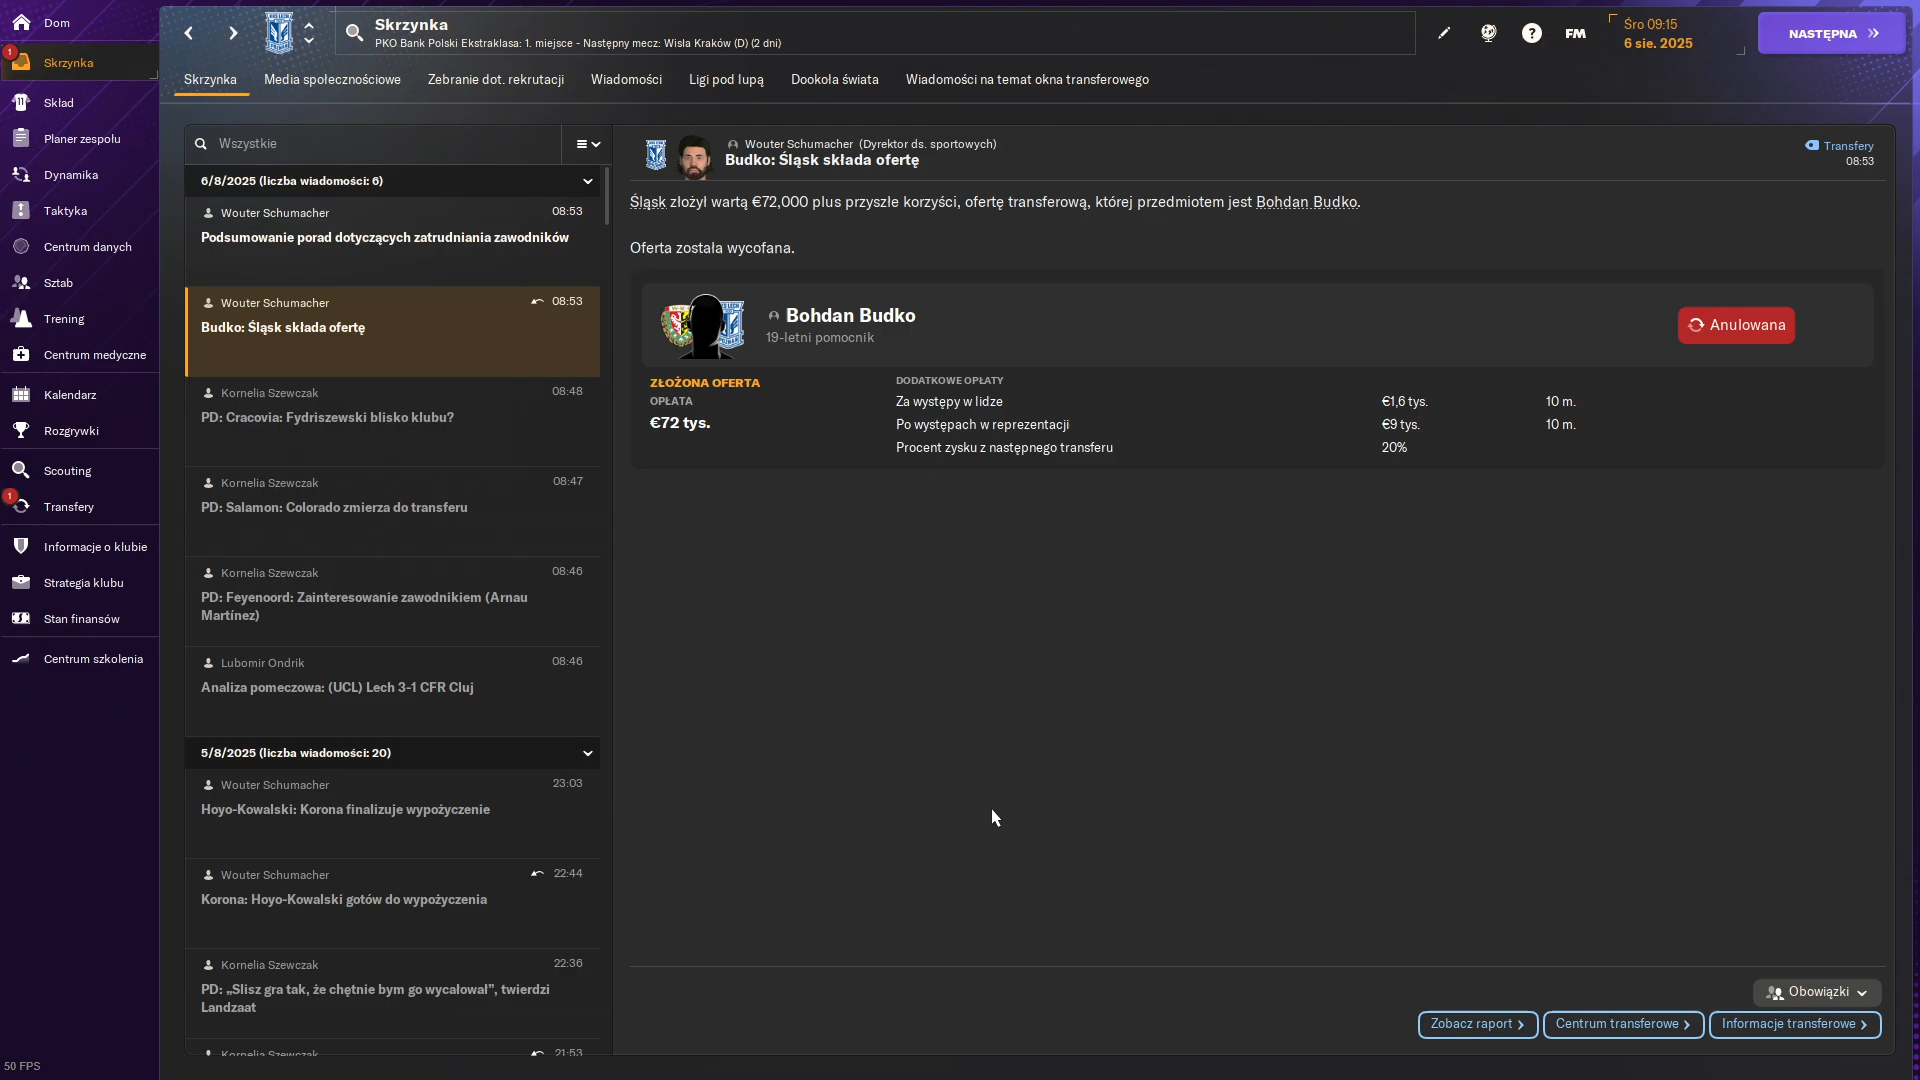 Dom
1
Skrzynka
Skład
Planer zespołu
Dynamika
Taktyka
Centrum danych
Sztab
Trening
Centrum medyczne
Kalendarz
Rozgrywki
Scouting
1
Transfery
Informacje o klubie
Strategia klubu
Stan finansów
Centrum szkolenia
50 FPS
Skrzynka
PKO Bank Polski Ekstraklasa: 1. miejsce - Następny mecz: Wisła Kraków (D) (2 dni)
FM
Śro 09:15
6 sie. 2025
NASTĘPNA
Skrzynka
Media społecznościowe
Zebranie dot. rekrutacji
Wiadomości
Ligi pod lupą
Dookoła świata
Wiadomości na temat okna transferowego
Wszystkie
6/8/2025 (liczba wiadomości: 6)
Wouter Schumacher 08:53
Podsumowanie porad dotyczących zatrudniania zawodników
Wouter Schumacher 08:53
Budko: Śląsk składa ofertę
Kornelia Szewczak 08:48
PD: Cracovia: Fydriszewski blisko klubu?
Kornelia Szewczak 08:47
PD: Salamon: Colorado zmierza do transferu
Kornelia Szewczak 08:46
PD: Feyenoord: Zainteresowanie zawodnikiem (Arnau
Martínez)
Lubomir Ondrik 08:46
Analiza pomeczowa: (UCL) Lech 3-1 CFR Cluj
5/8/2025 (liczba wiadomości: 20)
Wouter Schumacher 23:03
Hoyo-Kowalski: Korona finalizuje wypożyczenie
Wouter Schumacher 22:44
Korona: Hoyo-Kowalski gotów do wypożyczenia
Kornelia Szewczak 22:36
PD: „Slisz gra tak, że chętnie bym go wycałował”, twierdzi
Landzaat
Kornelia Szewczak 21:53
Wouter Schumacher (Dyrektor ds. sportowych)
Budko: Śląsk składa ofertę
Transfery
08:53
Śląsk złożył wartą €72,000 plus przyszłe korzyści, ofertę transferową, której przedmiotem jest Bohdan Budko.
Oferta została wycofana.
Bohdan Budko
19-letni pomocnik
Anulowana
ZŁOŻONA OFERTA
OPŁATA
€72 tys.
DODATKOWE OPŁATY
Za występy w lidze €1,6 tys. 10 m.
Po występach w reprezentacji €9 tys. 10 m.
Procent zysku z następnego transferu 20%
Obowiązki
Zobacz raport
Centrum transferowe
Informacje transferowe